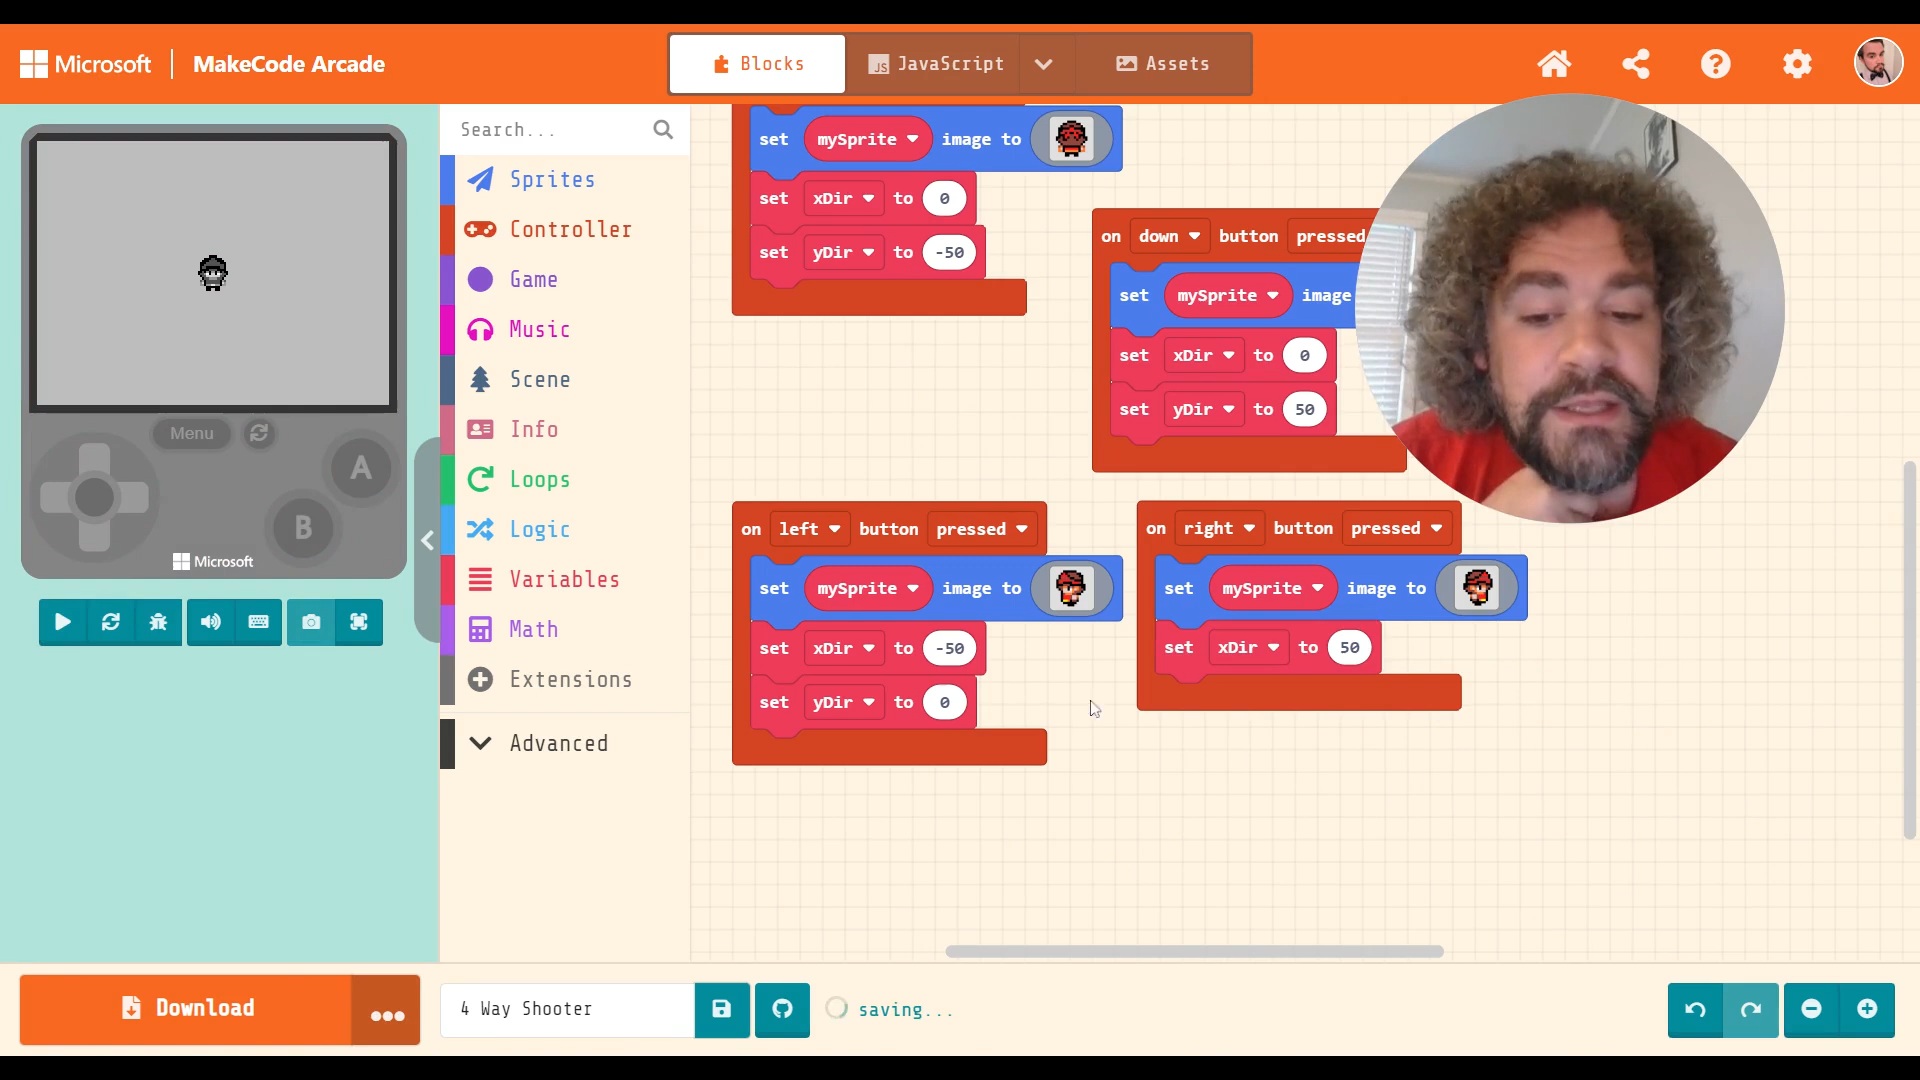 Microsoft
MakeCode Arcade
Blocks
JS
JavaScript
Assets
Menu
A
B
Microsoft
Download
Search...
Sprites
Controller
Game
Music
Scene
Info
Loops
Logic
Variables
Math
Extensions
Advanced
set mySprite image to
set xDir to 0
set yDir to -50
on down button pressed
set mySprite image
set xDir to 0
set yDir to 50
on left button pressed
set mySprite image to
set xDir to -50
set yDir to 0
on right button pressed
set mySprite image to
set xDir to 50
4 Way Shooter
saving...